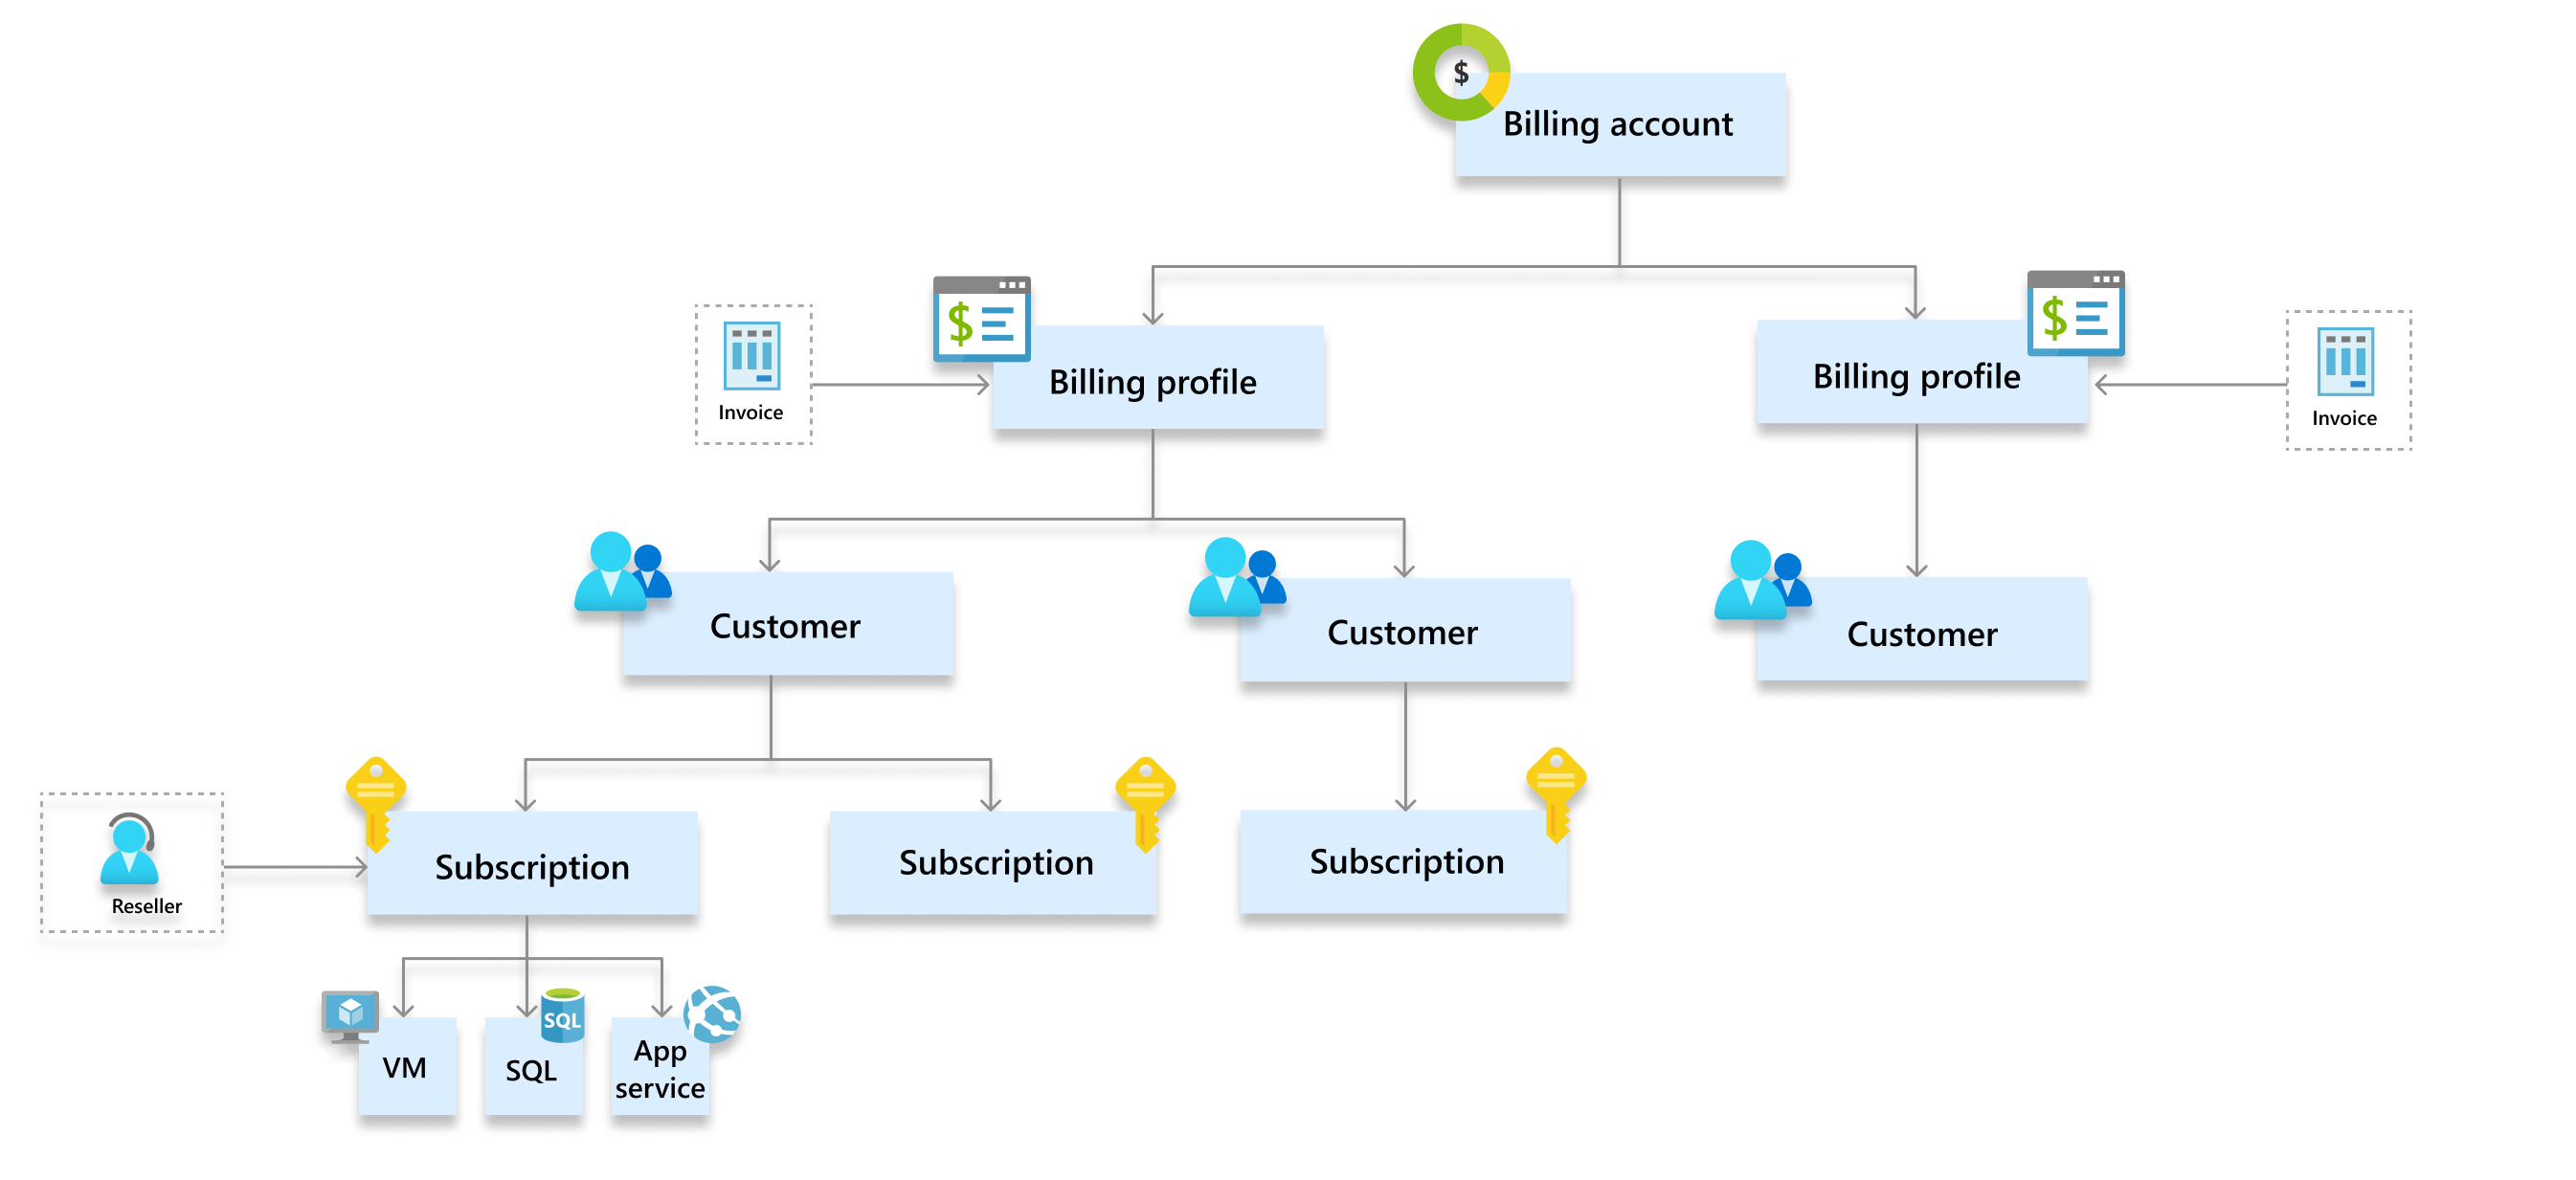 $
Billing account
$
Billing profile
$
Billing profile
Invoice
Invoice
Customer
Customer
Customer
Reseller
Subscription
Subscription
Subscription
VM
SQL
SQL
App
service